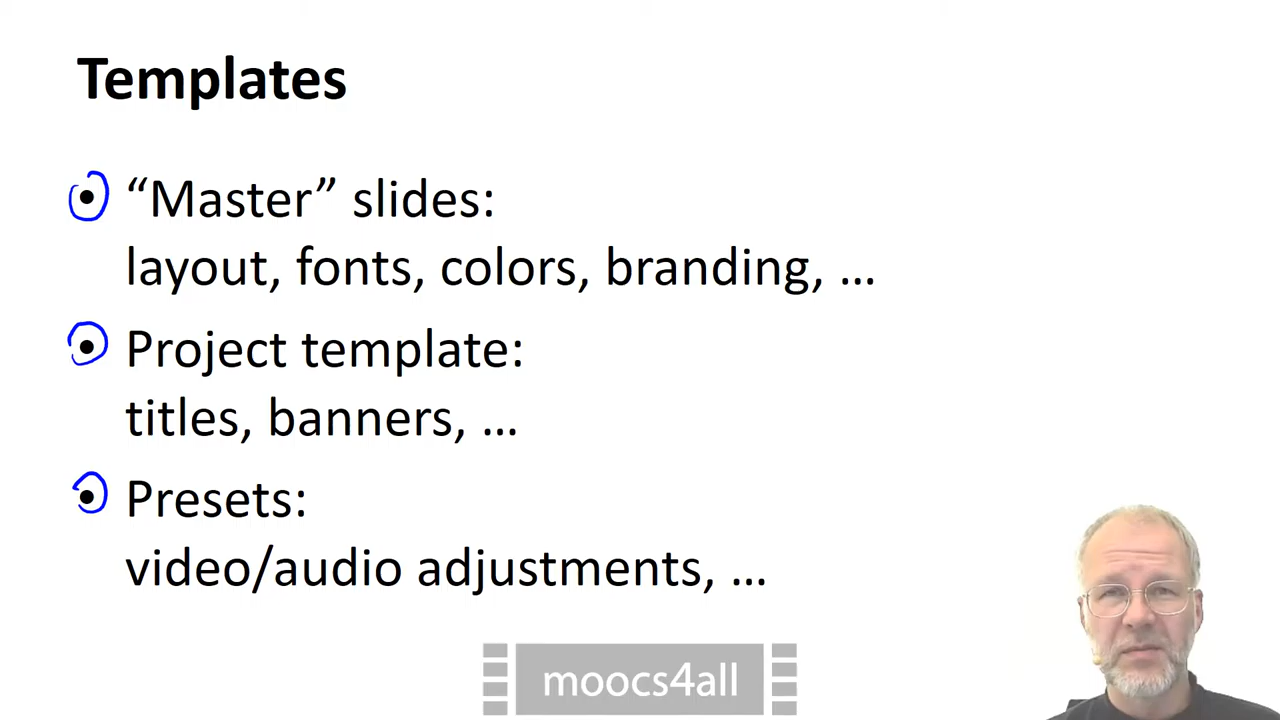 Templates
• “Master” slides:
layout, fonts, colors, branding, …
• Project template:
titles, banners, …
• Presets:
video/audio adjustments, …
moocs4all